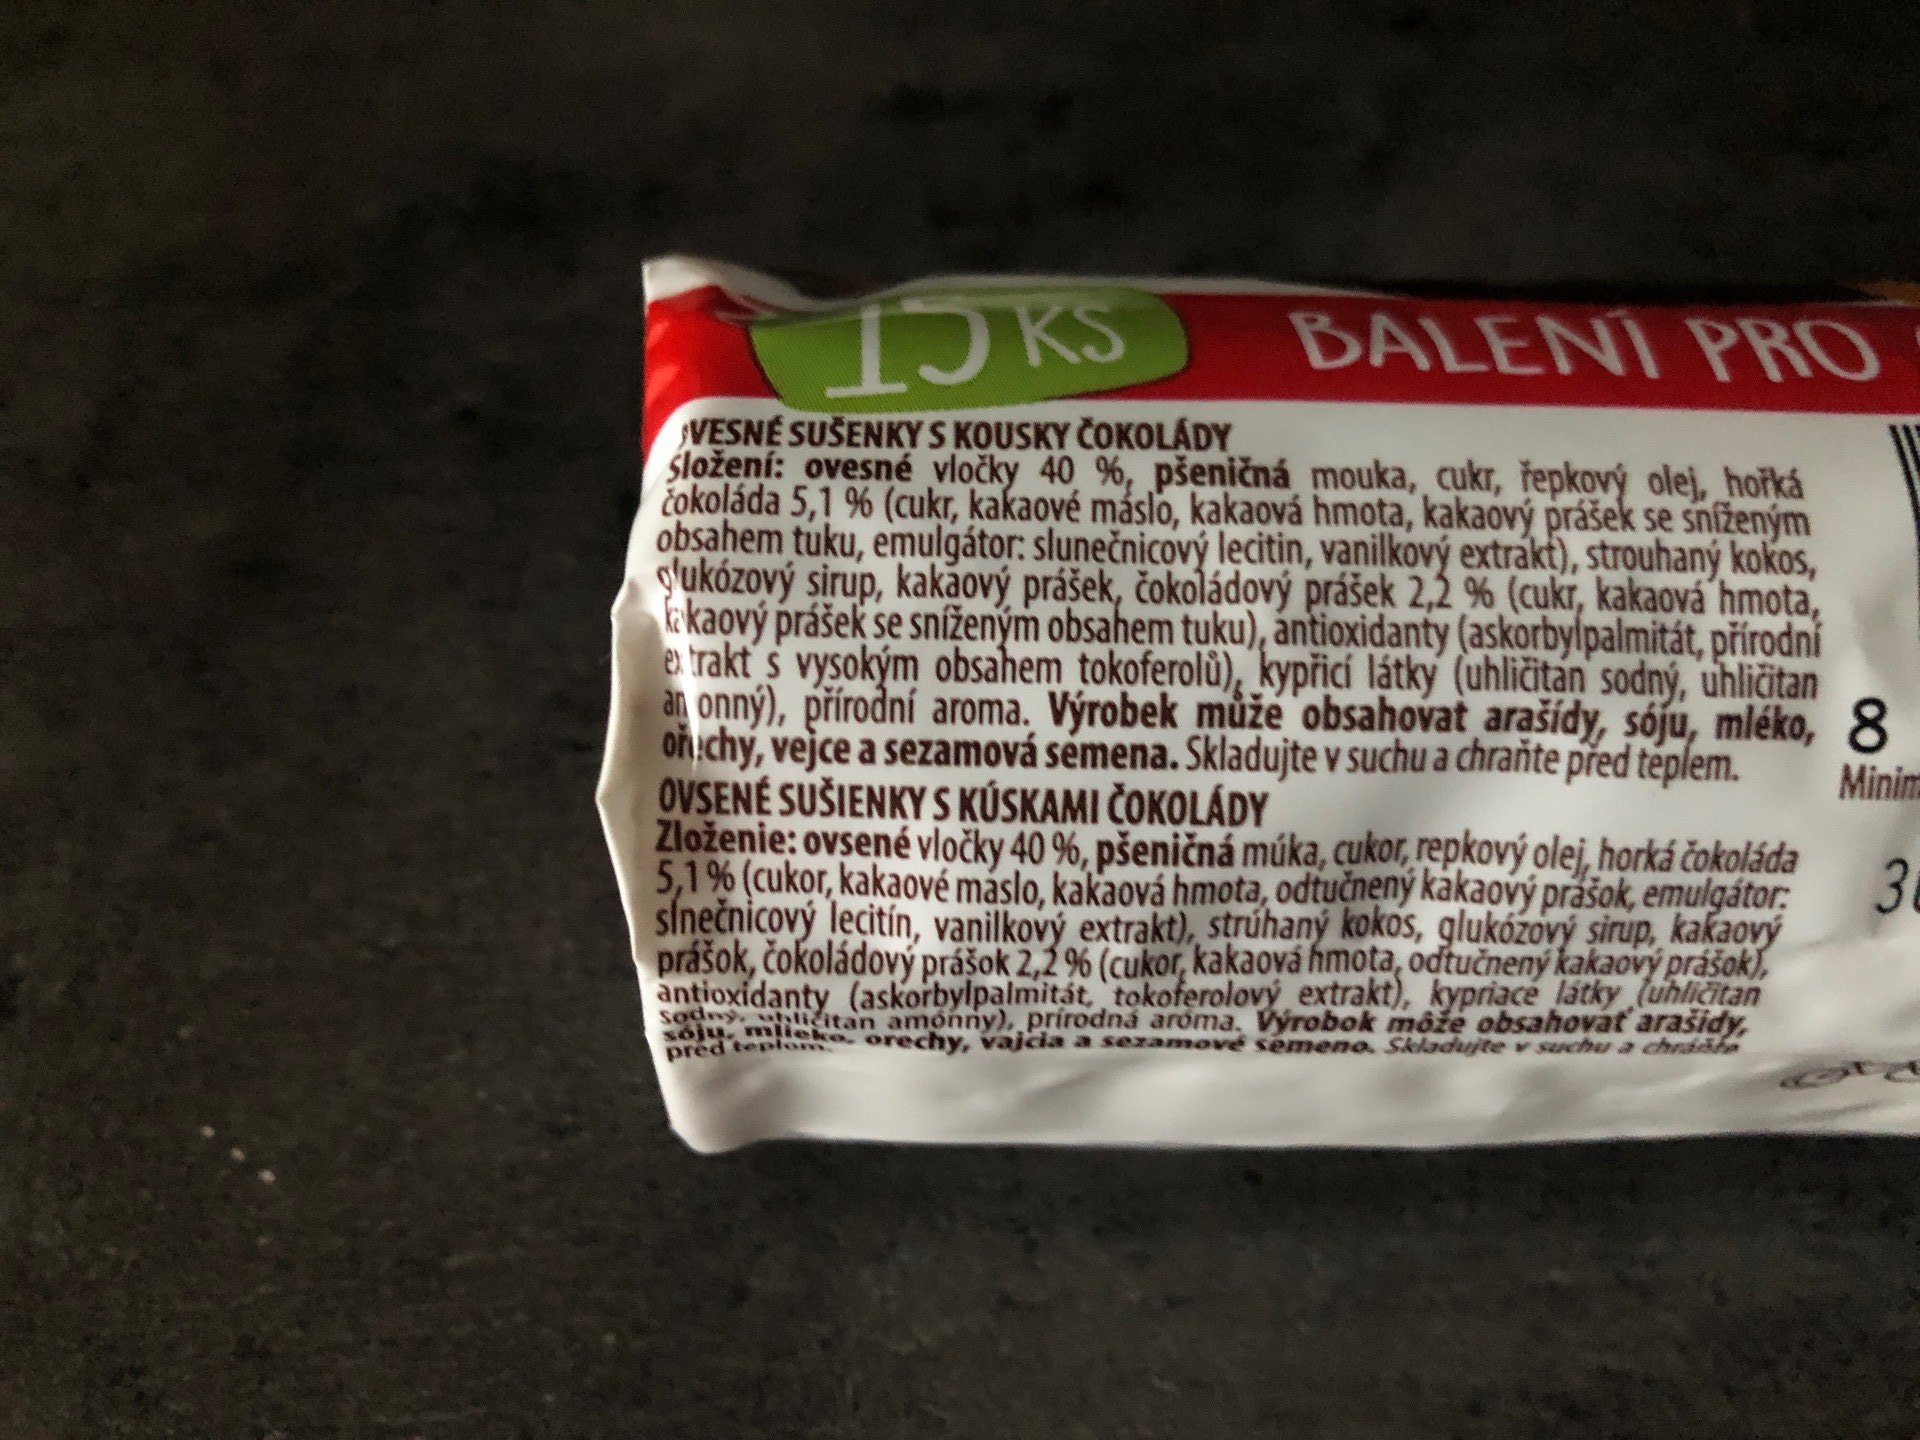 15 KS
BALENÍ PRO
OVESNÉ SUŠENKY S KOUSKY ČOKOLÁDY
Složení: ovesné vločky 40 %, pšeničná mouka, cukr, řepkový olej, hořká
čokoláda 5,1 % (cukr, kakaové máslo, kakaová hmota, kakaový prášek se sníženým
obsahem tuku, emulgátor: slunečnicový lecitin, vanilkový extrakt), strouhaný kokos,
glukózový sirup, kakaový prášek, čokoládový prášek 2,2 % (cukr, kakaová hmota,
kakaový prášek se sníženým obsahem tuku), antioxidanty (askorbylpalmitát, přírodní
extrakt s vysokým obsahem tokoferolů), kypřicí látky (uhličitan sodný, uhličitan
amonný), přírodní aroma. Výrobek může obsahovat arašídy, sóju, mléko,
ořechy, vejce a sezamová semena. Skladujte v suchu a chraňte před teplem.
OVSENÉ SUŠIENKY S KÚSKAMI ČOKOLÁDY
Zloženie: ovsené vločky 40 %, pšeničná múka, cukor, repkový olej, horká čokoláda
5,1 % (cukor, kakaové maslo, kakaová hmota, odtučnený kakaový prášok, emulgátor:
slnečnicový lecitín, vanilkový extrakt), strúhaný kokos, glukózový sirup, kakaový
prášok, čokoládový prášok 2,2 % (cukor, kakaová hmota, odtučnený kakaový prášok),
antioxidanty (askorbylpalmitát, tokoferolový extrakt), kypriace látky (uhličitan
sodný, uhličitan amónny), prírodná aróma. Výrobok môže obsahovať arašidy,
sóju, mlieko, orechy, vajcia a sezamové semeno. Skladujte v suchu a chráňte
pred teplom.
8
Minim